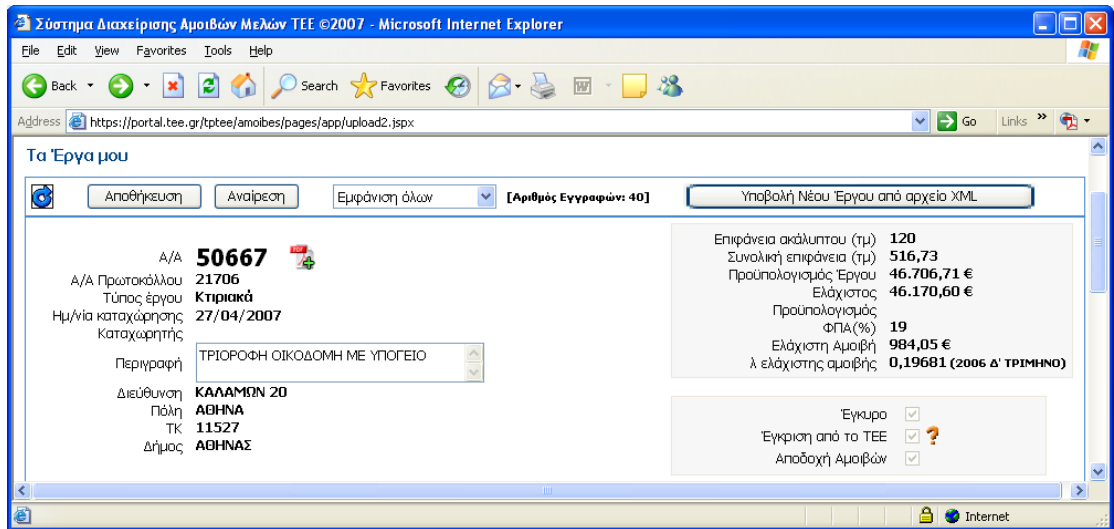 Σύστημα Διαχείρισης Αμοιβών Μελών ΤΕΕ ©2007 - Microsoft Internet Explorer
File Edit View Favorites Tools Help
Back Search Favorites
Address https://portal.tee.gr/tptee/amoibes/pages/app/upload2.jspx Go Links »
Τα Έργα μου
Αποθήκευση Αναίρεση Εμφάνιση όλων [Αριθμός Εγγραφών: 40] Υποβολή Νέου Έργου από αρχείο XML
Α/Α 50667
Α/Α Πρωτοκόλλου 21706
Τύπος έργου Κτιριακά
Ημ/νία καταχώρησης 27/04/2007
Καταχωρητής
Περιγραφή ΤΡΙΟΡΟΦΗ ΟΙΚΟΔΟΜΗ ΜΕ ΥΠΟΓΕΙΟ
Διεύθυνση ΚΑΛΑΜΩΝ 20
Πόλη ΑΘΗΝΑ
ΤΚ 11527
Δήμος ΑΘΗΝΑΣ
Επιφάνεια ακάλυπτου (τμ) 120
Συνολική επιφάνεια (τμ) 516,73
Προϋπολογισμός Έργου 46.706,71 €
Ελάχιστος 46.170,60 €
Προϋπολογισμός
ΦΠΑ(%) 19
Ελάχιστη Αμοιβή 984,05 €
λ ελάχιστης αμοιβής 0,19681 (2006 Δ' ΤΡΙΜΗΝΟ)
Έγκυρο
Έγκριση από το ΤΕΕ ?
Αποδοχή Αμοιβών
Internet